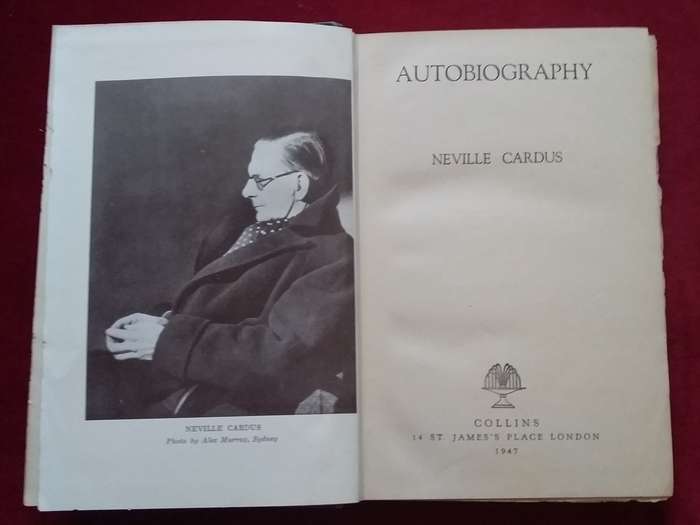 NEVILLE CARDUS
Photo by Alec Murray, Sydney
AUTOBIOGRAPHY
NEVILLE CARDUS
COLLINS
14 ST. JAMES'S PLACE LONDON
1947